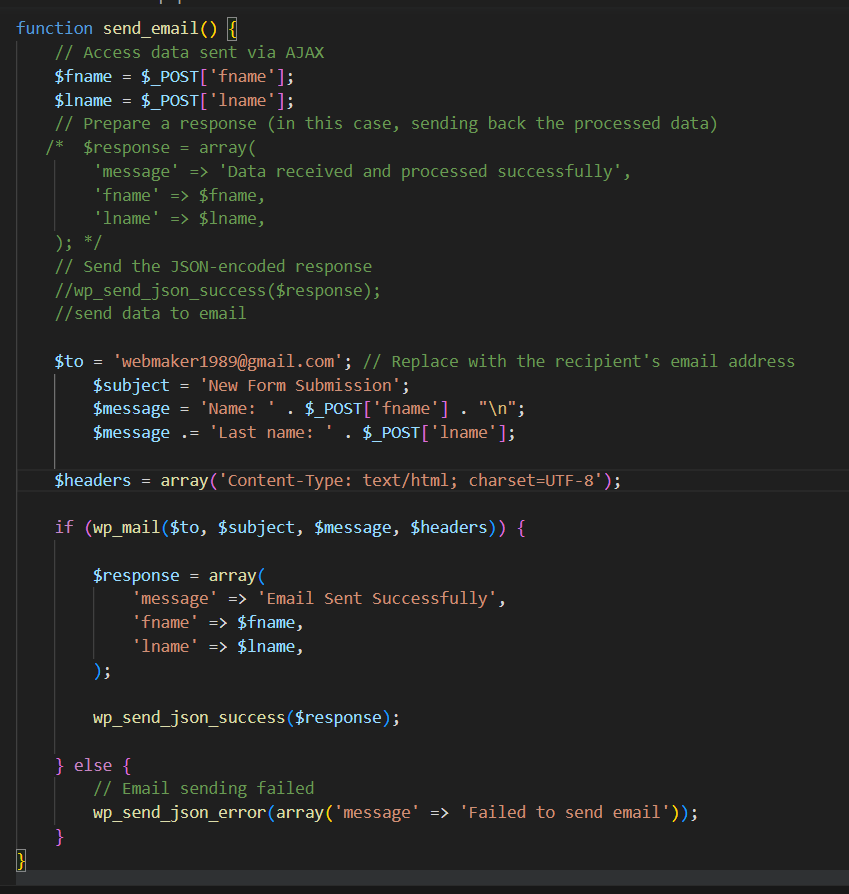 function send_email() {
// Access data sent via AJAX
$fname = $_POST['fname'];
$lname = $_POST['lname'];
// Prepare a response (in this case, sending back the processed data)
/*  $response = array(
'message' => 'Data received and processed successfully',
'fname' => $fname,
'lname' => $lname,
); */
// Send the JSON-encoded response
//wp_send_json_success($response);
//send data to email
$to = 'webmaker1989@gmail.com'; // Replace with the recipient's email address
$subject = 'New Form Submission';
$message = 'Name: ' . $_POST['fname'] . "\n";
$message .= 'Last name: ' . $_POST['lname'];
$headers = array('Content-Type: text/html; charset=UTF-8');
if (wp_mail($to, $subject, $message, $headers)) {
$response = array(
'message' => 'Email Sent Successfully',
'fname' => $fname,
'lname' => $lname,
);
wp_send_json_success($response);
} else {
// Email sending failed
wp_send_json_error(array('message' => 'Failed to send email'));
}
}